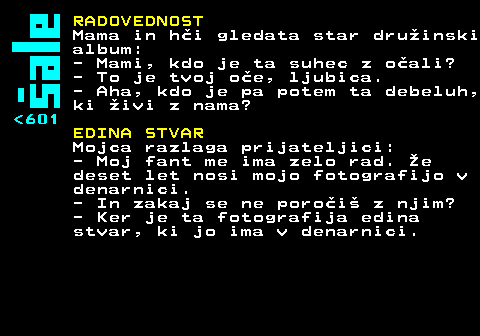 Šale
<601
RADOVEDNOST
Mama in hči gledata star družinski
album:
- Mami, kdo je ta suhec z očali?
- To je tvoj oče, ljubica.
- Aha, kdo je pa potem ta debeluh,
ki živi z nama?
EDINA STVAR
Mojca razlaga prijateljici:
- Moj fant me ima zelo rad. Že
deset let nosi mojo fotografijo v
denarnici.
- In zakaj se ne poročiš z njim?
- Ker je ta fotografija edina
stvar, ki jo ima v denarnici.